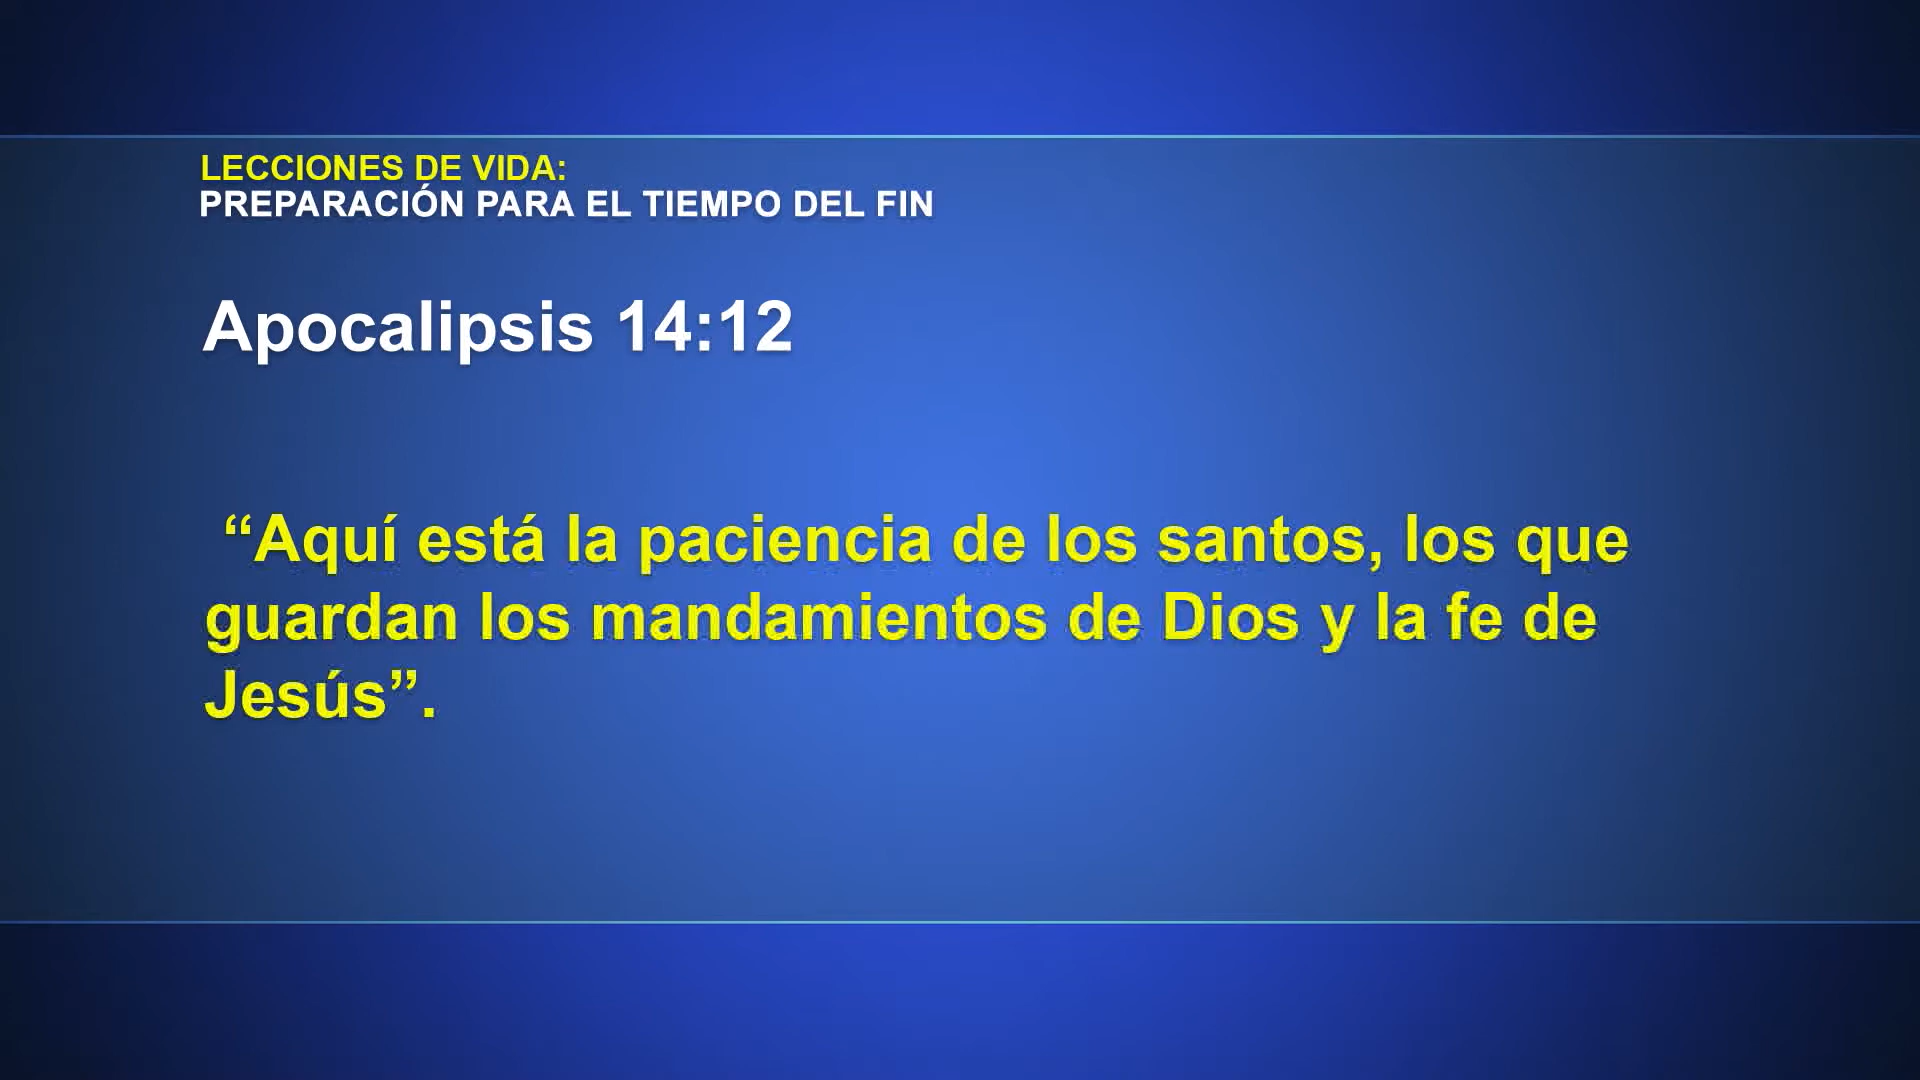 LECCIONES DE VIDA:
PREPARACIÓN PARA EL TIEMPO DEL FIN
Apocalipsis 14:12
“Aquí está la paciencia de los santos, los que
guardan los mandamientos de Dios y la fe de
Jesús”.